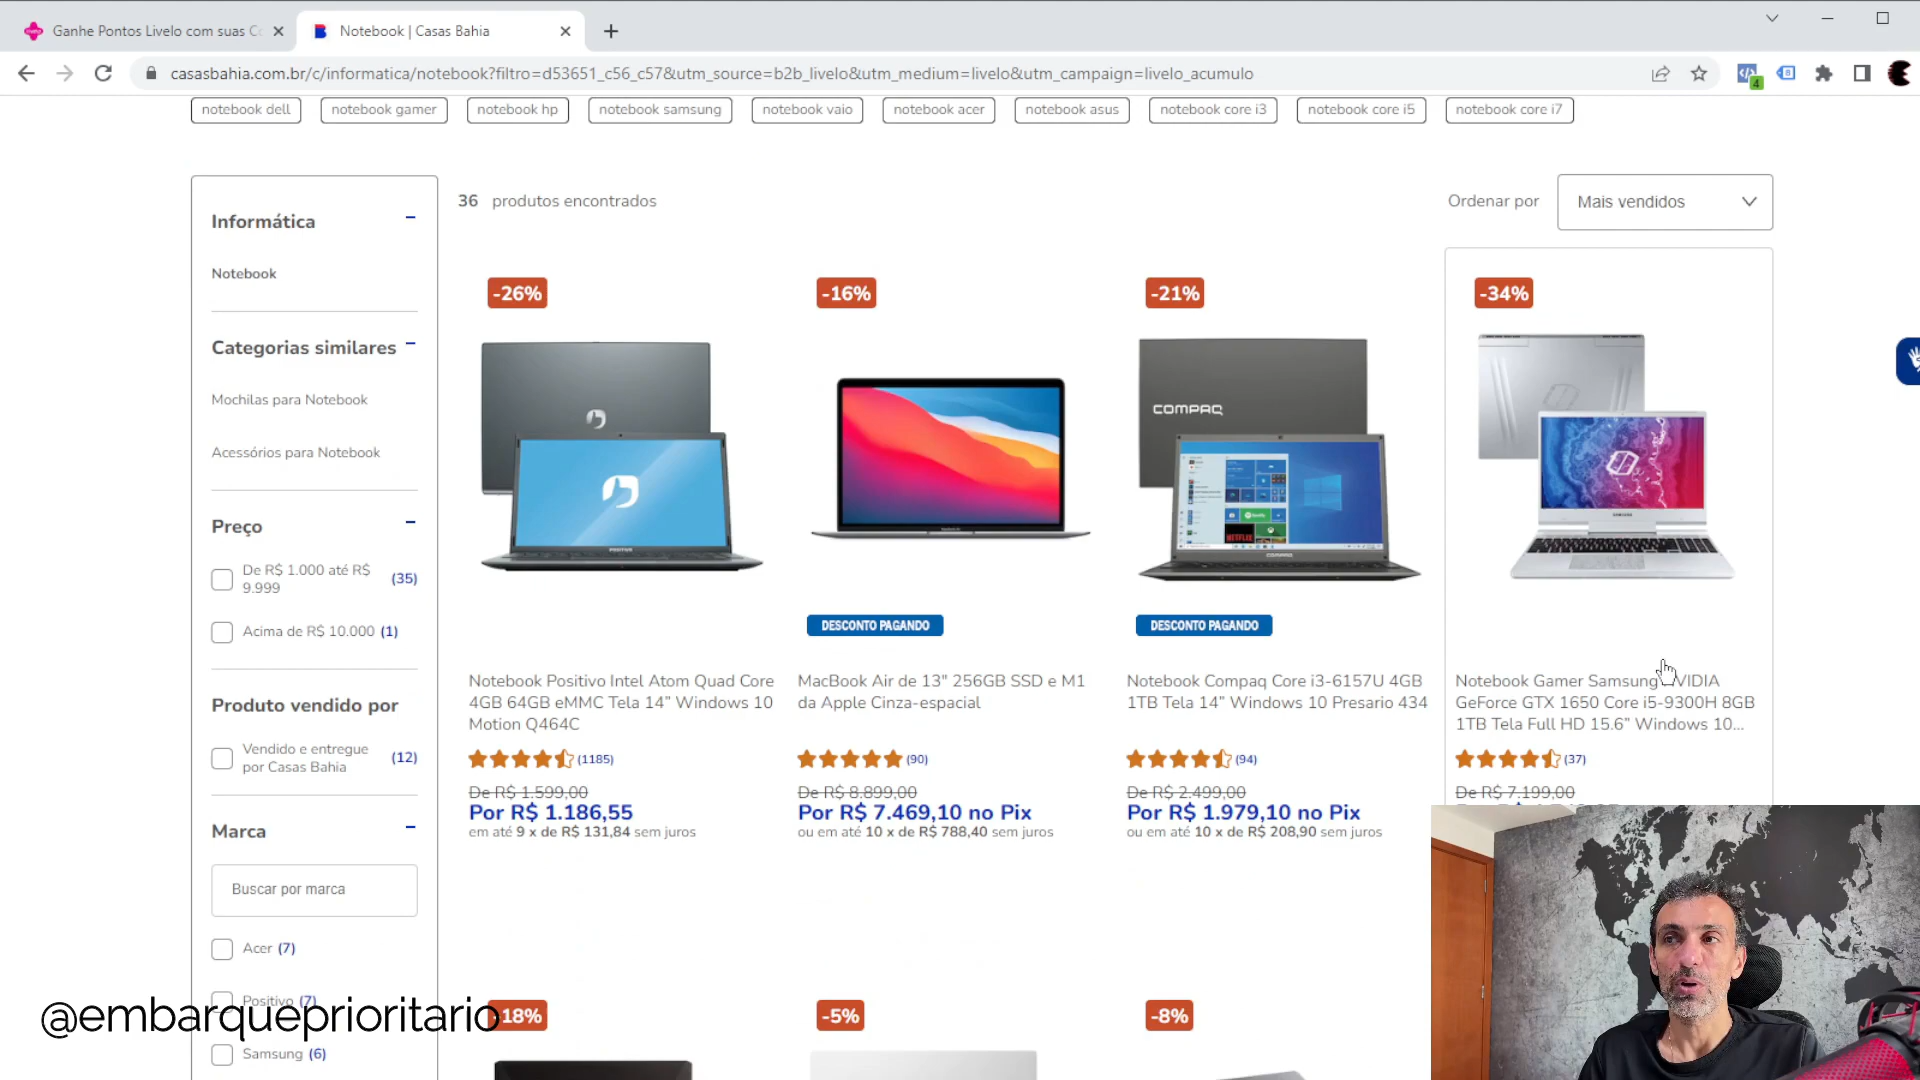 Ganhe Pontos Livelo com suas Co
Notebook | Casas Bahia
casasbahia.com.br/c/informatica/notebook?filtro=d53651_c56_c57&utm_source=b2b_livelo&utm_medium=livelo&utm_campaign=livelo_acumulo
4
notebook dell
notebook gamer
notebook hp
notebook samsung
notebook vaio
notebook acer
notebook asus
notebook core i3
notebook core i5
notebook core i7
Informática
Notebook
Categorias similares
Mochilas para Notebook
Acessórios para Notebook
Preço
De R$ 1.000 até R$
9.999
(35)
Acima de R$ 10.000 (1)
Produto vendido por
Vendido e entregue
por Casas Bahia
(12)
Marca
Buscar por marca
Acer (7)
Positivo (7)
Samsung (6)
36 produtos encontrados
Ordenar por
Mais vendidos
-26%
Notebook Positivo Intel Atom Quad Core
4GB 64GB eMMC Tela 14” Windows 10
Motion Q464C
(1185)
De R$ 1.599,00
Por R$ 1.186,55
em até 9 x de R$ 131,84 sem juros
-16%
DESCONTO PAGANDO
MacBook Air de 13" 256GB SSD e M1
da Apple Cinza-espacial
(90)
De R$ 8.899,00
Por R$ 7.469,10 no Pix
ou em até 10 x de R$ 788,40 sem juros
-21%
COMPAQ
NETFLIX
DESCONTO PAGANDO
Notebook Compaq Core i3-6157U 4GB
1TB Tela 14” Windows 10 Presario 434
(94)
De R$ 2.499,00
Por R$ 1.979,10 no Pix
ou em até 10 x de R$ 208,90 sem juros
-34%
Notebook Gamer Samsung NVIDIA
GeForce GTX 1650 Core i5-9300H 8GB
1TB Tela Full HD 15.6” Windows 10...
(37)
De R$ 7.199,00
-18%
-5%
-8%
@embarqueprioritario